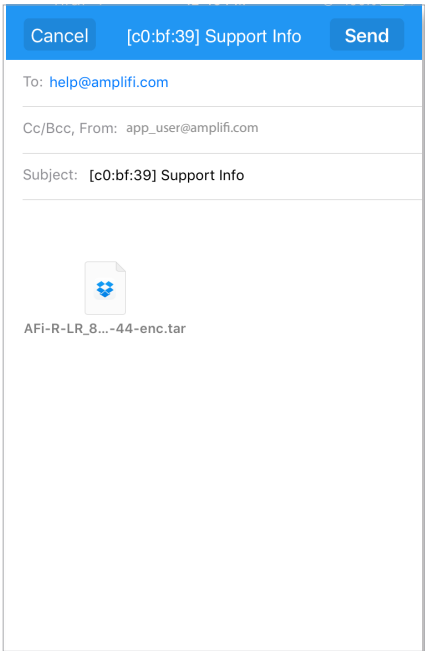 Cancel [c0:bf:39] Support Info Send
To: help@amplifi.com
Cc/Bcc, From: app_user@amplifi.com
Subject: [c0:bf:39] Support Info
AFi-R-LR_8...-44-enc.tar